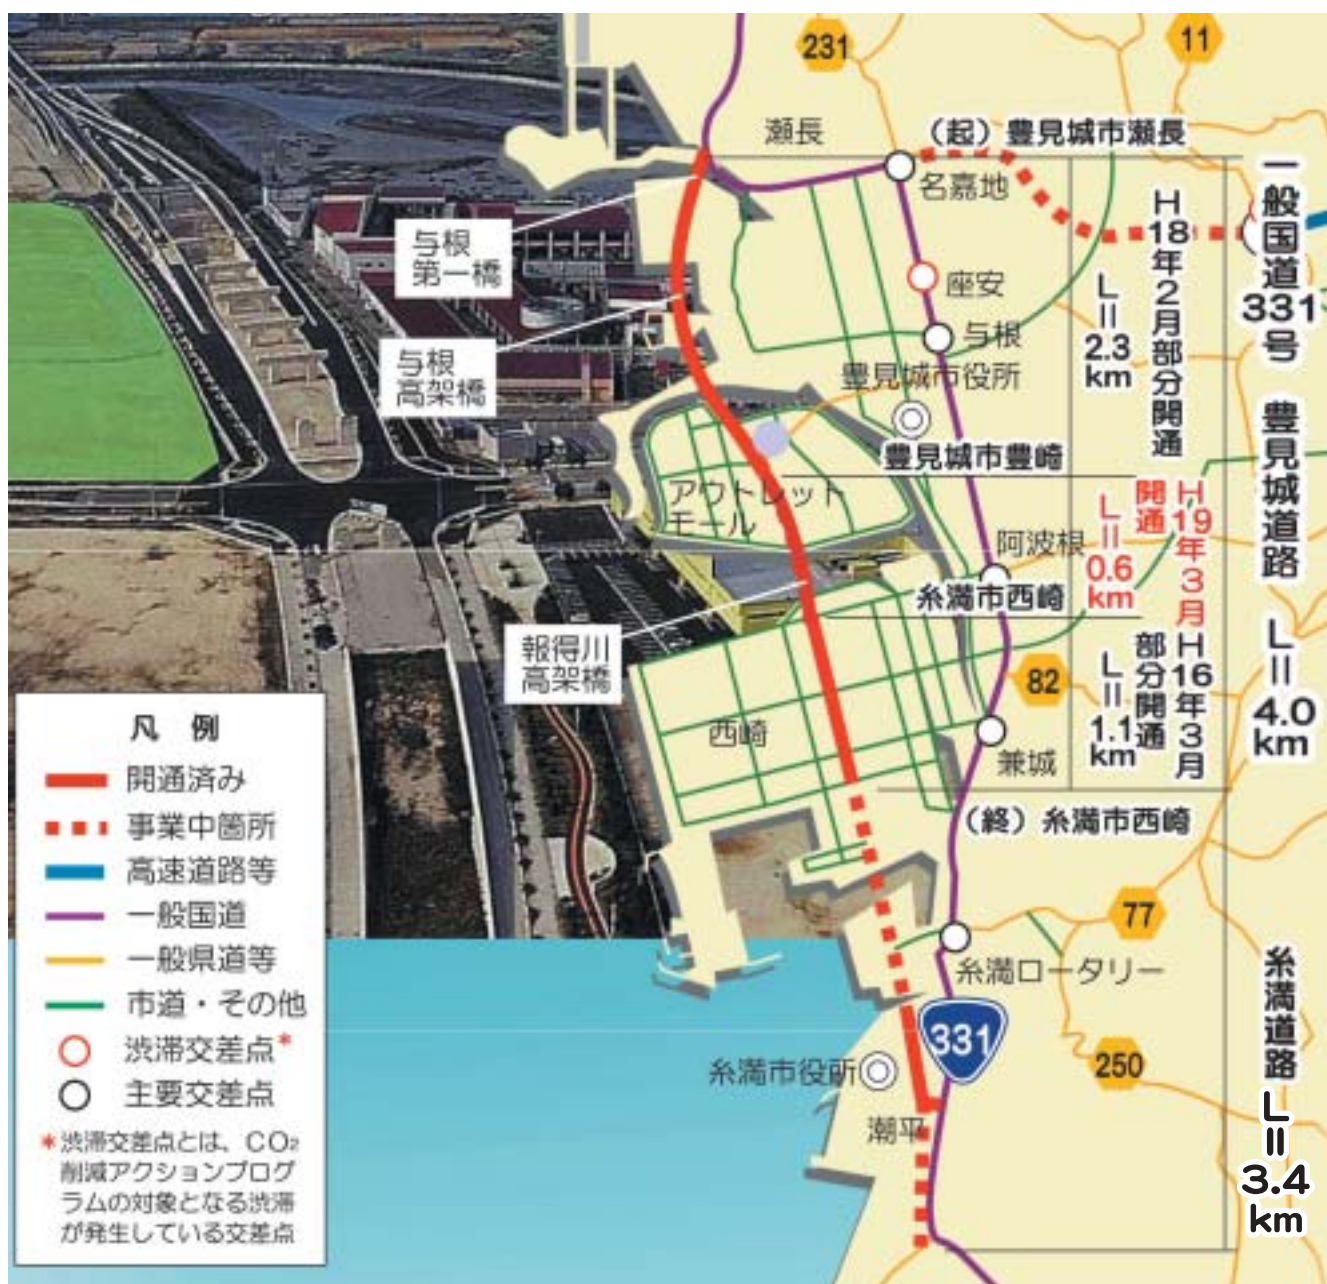 231
11
瀬長
(起) 豊見城市瀬長
名嘉地
与根
第一橋
座安
与根
与根
高架橋
豊見城市役所
豊見城市豊崎
アウトレット
モール
阿波根
糸満市西崎
報得川
高架橋
82
西崎
兼城
(終) 糸満市西崎
77
糸満ロータリー
331
250
糸満市役所
潮平
H18年2月部分開通
L=2.3km
H19年3月
開通
L=0.6km
H16年3月
部分開通
L=1.1km
一般国道331号 豊見城道路 L=4.0km
糸満道路 L=3.4km
凡例
開通済み
事業中箇所
高速道路等
一般国道
一般県道等
市道・その他
渋滞交差点*
主要交差点
*渋滞交差点とは、CO2
削減アクションプログ
ラムの対象となる渋滞
が発生している交差点